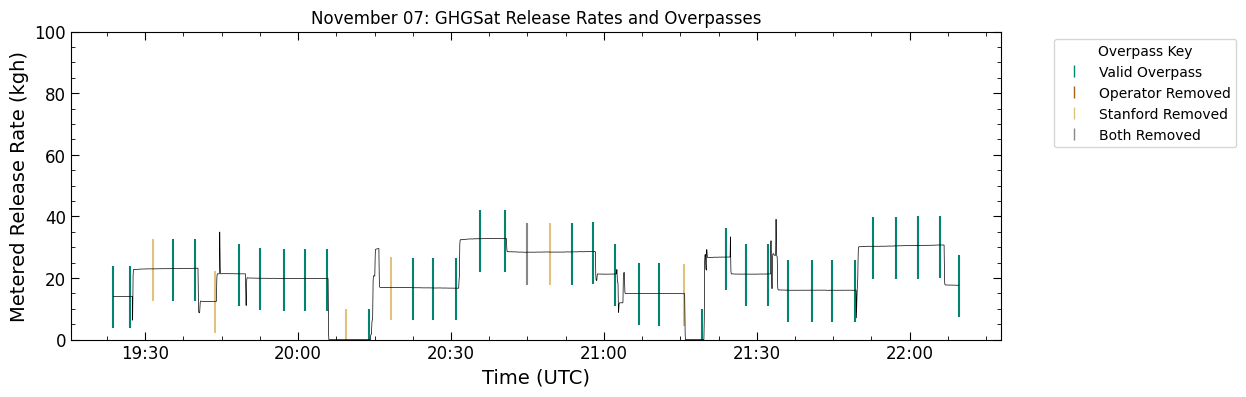 November 07: GHGSat Release Rates and Overpasses
Metered Release Rate (kgh)
100
80
60
40
20
0
19:30 20:00 20:30 21:00 21:30 22:00
Time (UTC)
Overpass Key
Valid Overpass
Operator Removed
Stanford Removed
Both Removed